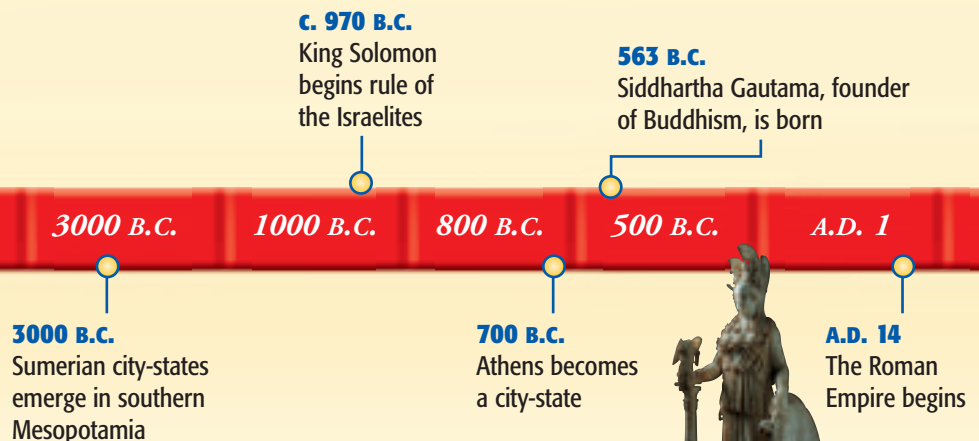 c. 970 B.C.
King Solomon
begins rule of
the Israelites
563 B.C.
Siddhartha Gautama, founder
of Buddhism, is born
3000 B.C.
1000 B.C.
800 B.C.
500 B.C.
A.D. 1
3000 B.C.
Sumerian city-states
emerge in southern
Mesopotamia
700 B.C.
Athens becomes
a city-state
A.D. 14
The Roman
Empire begins